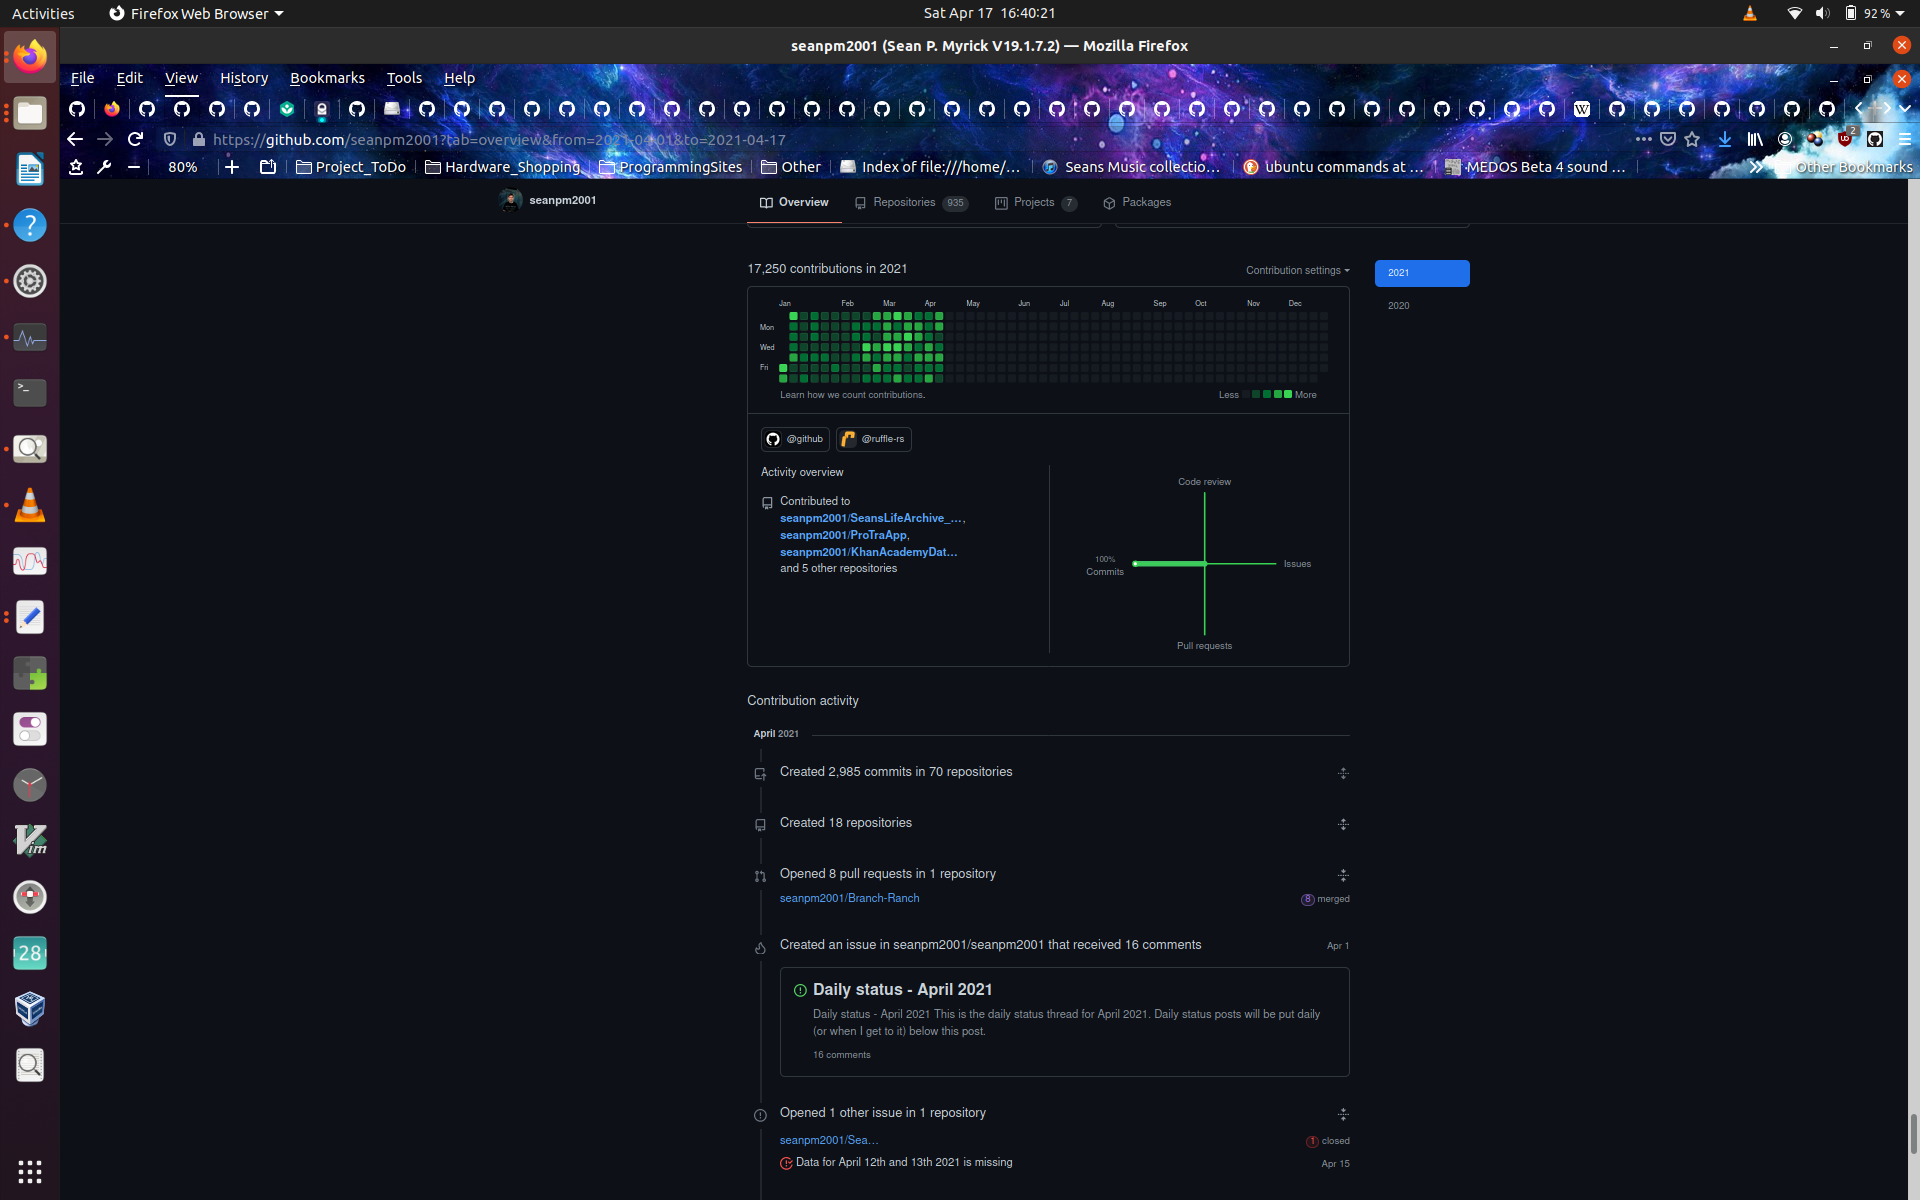 Activities Firefox Web Browser Sat Apr 17 16:40:21 92 %
seanpm2001 (Sean P. Myrick V19.1.7.2) — Mozilla Firefox
File Edit View History Bookmarks Tools Help
https://github.com/seanpm2001?tab=overview&from=2021-04-01&to=2021-04-17 2
80% Project_ToDo Hardware_Shopping ProgrammingSites Other Index of file:///home/… Seans Music collectio… ubuntu commands at … MEDOS Beta 4 sound … Other Bookmarks
seanpm2001 Overview Repositories 935 Projects 7 Packages
17,250 contributions in 2021 Contribution settings 2021
2020
Jan Feb Mar Apr May Jun Jul Aug Sep Oct Nov Dec
Mon
Wed
Fri
Learn how we count contributions. Less More
@github @ruffle-rs
Activity overview
Contributed to
seanpm2001/SeansLifeArchive_…,
seanpm2001/ProTraApp,
seanpm2001/KhanAcademyDat…
and 5 other repositories
Code review
100%
Commits
Issues
Pull requests
Contribution activity
April 2021
Created 2,985 commits in 70 repositories
Created 18 repositories
Opened 8 pull requests in 1 repository
seanpm2001/Branch-Ranch 8 merged
Created an issue in seanpm2001/seanpm2001 that received 16 comments Apr 1
Daily status - April 2021
Daily status - April 2021 This is the daily status thread for April 2021. Daily status posts will be put daily
(or when I get to it) below this post.
16 comments
Opened 1 other issue in 1 repository
seanpm2001/Sea… 1 closed
Data for April 12th and 13th 2021 is missing Apr 15
Vim
28